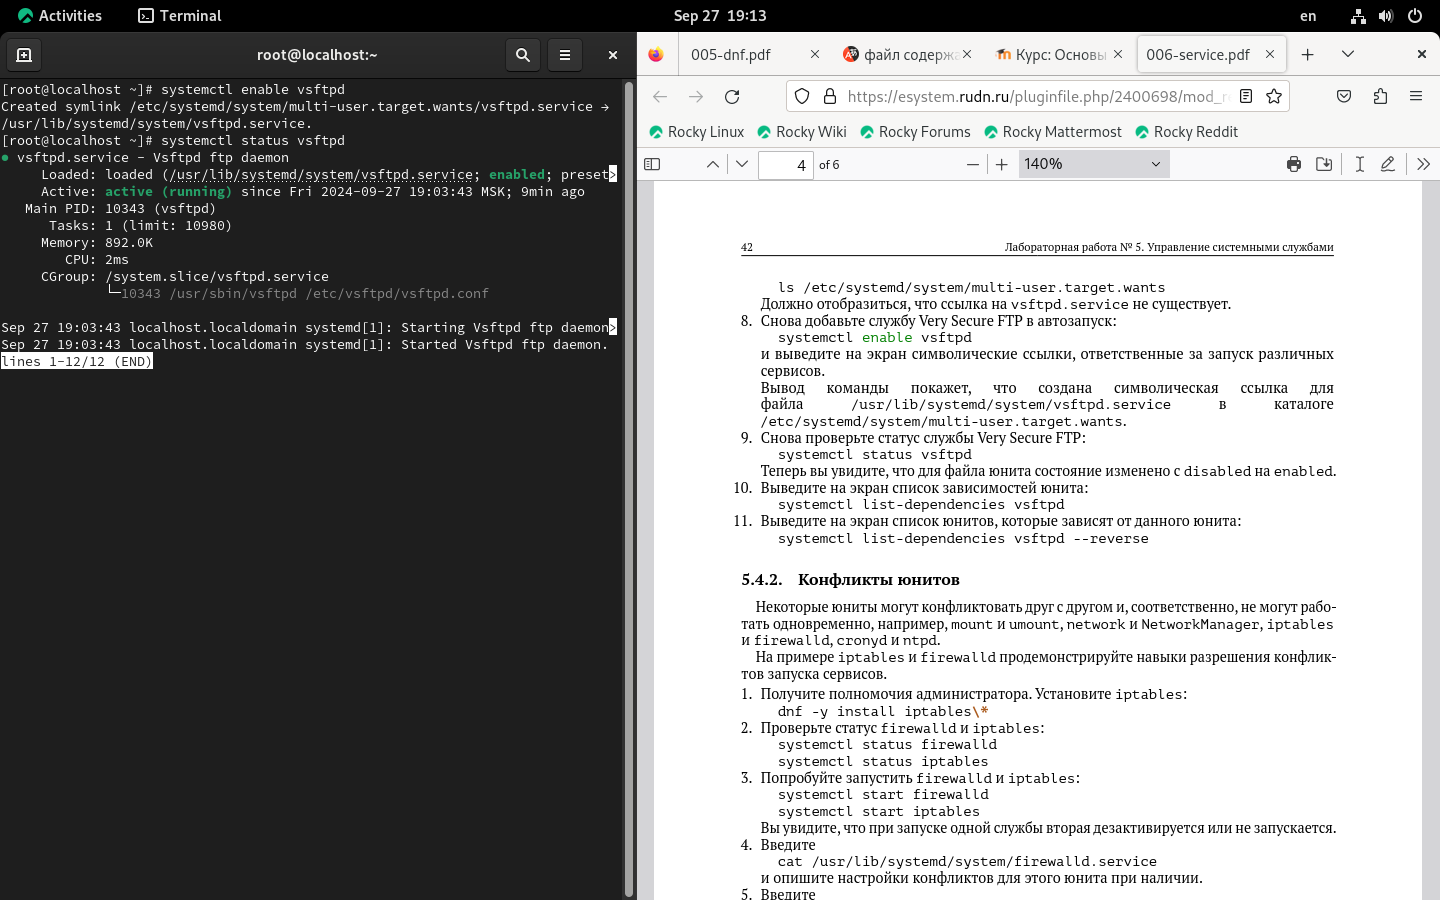 Activities Terminal Sep 27 19:13 en
root@localhost:~
[root@localhost ~]# systemctl enable vsftpd
Created symlink /etc/systemd/system/multi-user.target.wants/vsftpd.service →
/usr/lib/systemd/system/vsftpd.service.
[root@localhost ~]# systemctl status vsftpd
● vsftpd.service - Vsftpd ftp daemon
Loaded: loaded (/usr/lib/systemd/system/vsftpd.service; enabled; preset>
Active: active (running) since Fri 2024-09-27 19:03:43 MSK; 9min ago
Main PID: 10343 (vsftpd)
Tasks: 1 (limit: 10980)
Memory: 892.0K
CPU: 2ms
CGroup: /system.slice/vsftpd.service
└─10343 /usr/sbin/vsftpd /etc/vsftpd/vsftpd.conf
Sep 27 19:03:43 localhost.localdomain systemd[1]: Starting Vsftpd ftp daemon>
Sep 27 19:03:43 localhost.localdomain systemd[1]: Started Vsftpd ftp daemon.
lines 1-12/12 (END)
005-dnf.pdf файл содержа Курс: Основы 006-service.pdf
https://esystem.rudn.ru/pluginfile.php/2400698/mod_r
Rocky Linux Rocky Wiki Rocky Forums Rocky Mattermost Rocky Reddit
4 of 6 140%
42 Лабораторная работа № 5. Управление системными службами
ls /etc/systemd/system/multi-user.target.wants
Должно отобразиться, что ссылка на vsftpd.service не существует.
8. Снова добавьте службу Very Secure FTP в автозапуск:
systemctl enable vsftpd
и выведите на экран символические ссылки, ответственные за запуск различных
сервисов.
Вывод команды покажет, что создана символическая ссылка для
файла /usr/lib/systemd/system/vsftpd.service в каталоге
/etc/systemd/system/multi-user.target.wants.
9. Снова проверьте статус службы Very Secure FTP:
systemctl status vsftpd
Теперь вы увидите, что для файла юнита состояние изменено с disabled на enabled.
10. Выведите на экран список зависимостей юнита:
systemctl list-dependencies vsftpd
11. Выведите на экран список юнитов, которые зависят от данного юнита:
systemctl list-dependencies vsftpd --reverse
5.4.2. Конфликты юнитов
Некоторые юниты могут конфликтовать друг с другом и, соответственно, не могут рабо-
тать одновременно, например, mount и umount, network и NetworkManager, iptables
и firewalld, cronyd и ntpd.
На примере iptables и firewalld продемонстрируйте навыки разрешения конфлик-
тов запуска сервисов.
1. Получите полномочия администратора. Установите iptables:
dnf -y install iptables\*
2. Проверьте статус firewalld и iptables:
systemctl status firewalld
systemctl status iptables
3. Попробуйте запустить firewalld и iptables:
systemctl start firewalld
systemctl start iptables
Вы увидите, что при запуске одной службы вторая дезактивируется или не запускается.
4. Введите
cat /usr/lib/systemd/system/firewalld.service
и опишите настройки конфликтов для этого юнита при наличии.
5. Введите